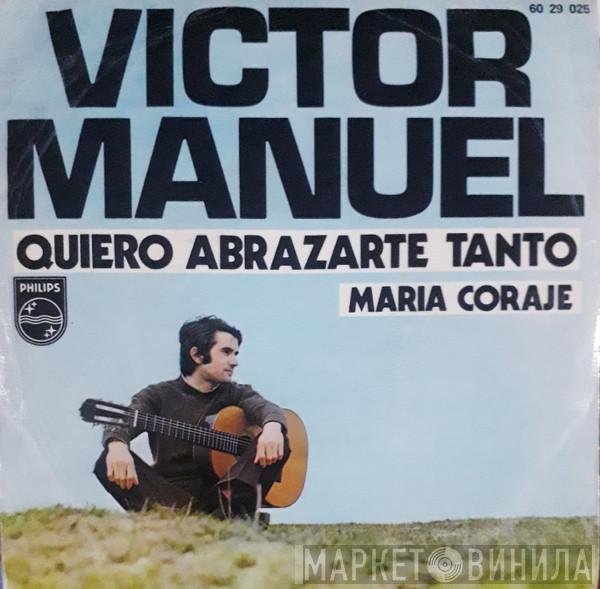 60 29 025
VICTOR
MANUEL
QUIERO ABRAZARTE TANTO
MARIA CORAJE
PHILIPS
МАРКЕТ ВИНИЛА